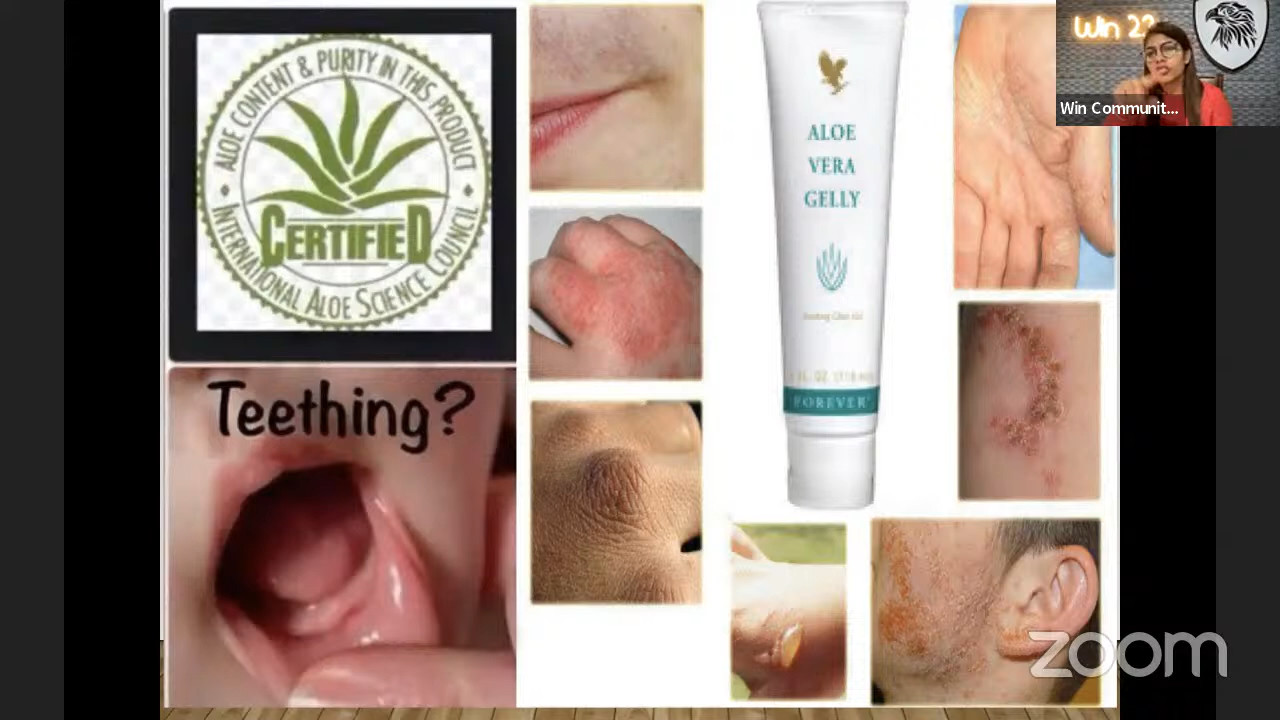 ALOE CONTENT & PURITY IN THIS PRODUCT
CERTIFIED
INTERNATIONAL ALOE SCIENCE COUNCIL
Teething?
ALOE
VERA
GELLY
FOREVER
Win 22
Win Communit...
zoom